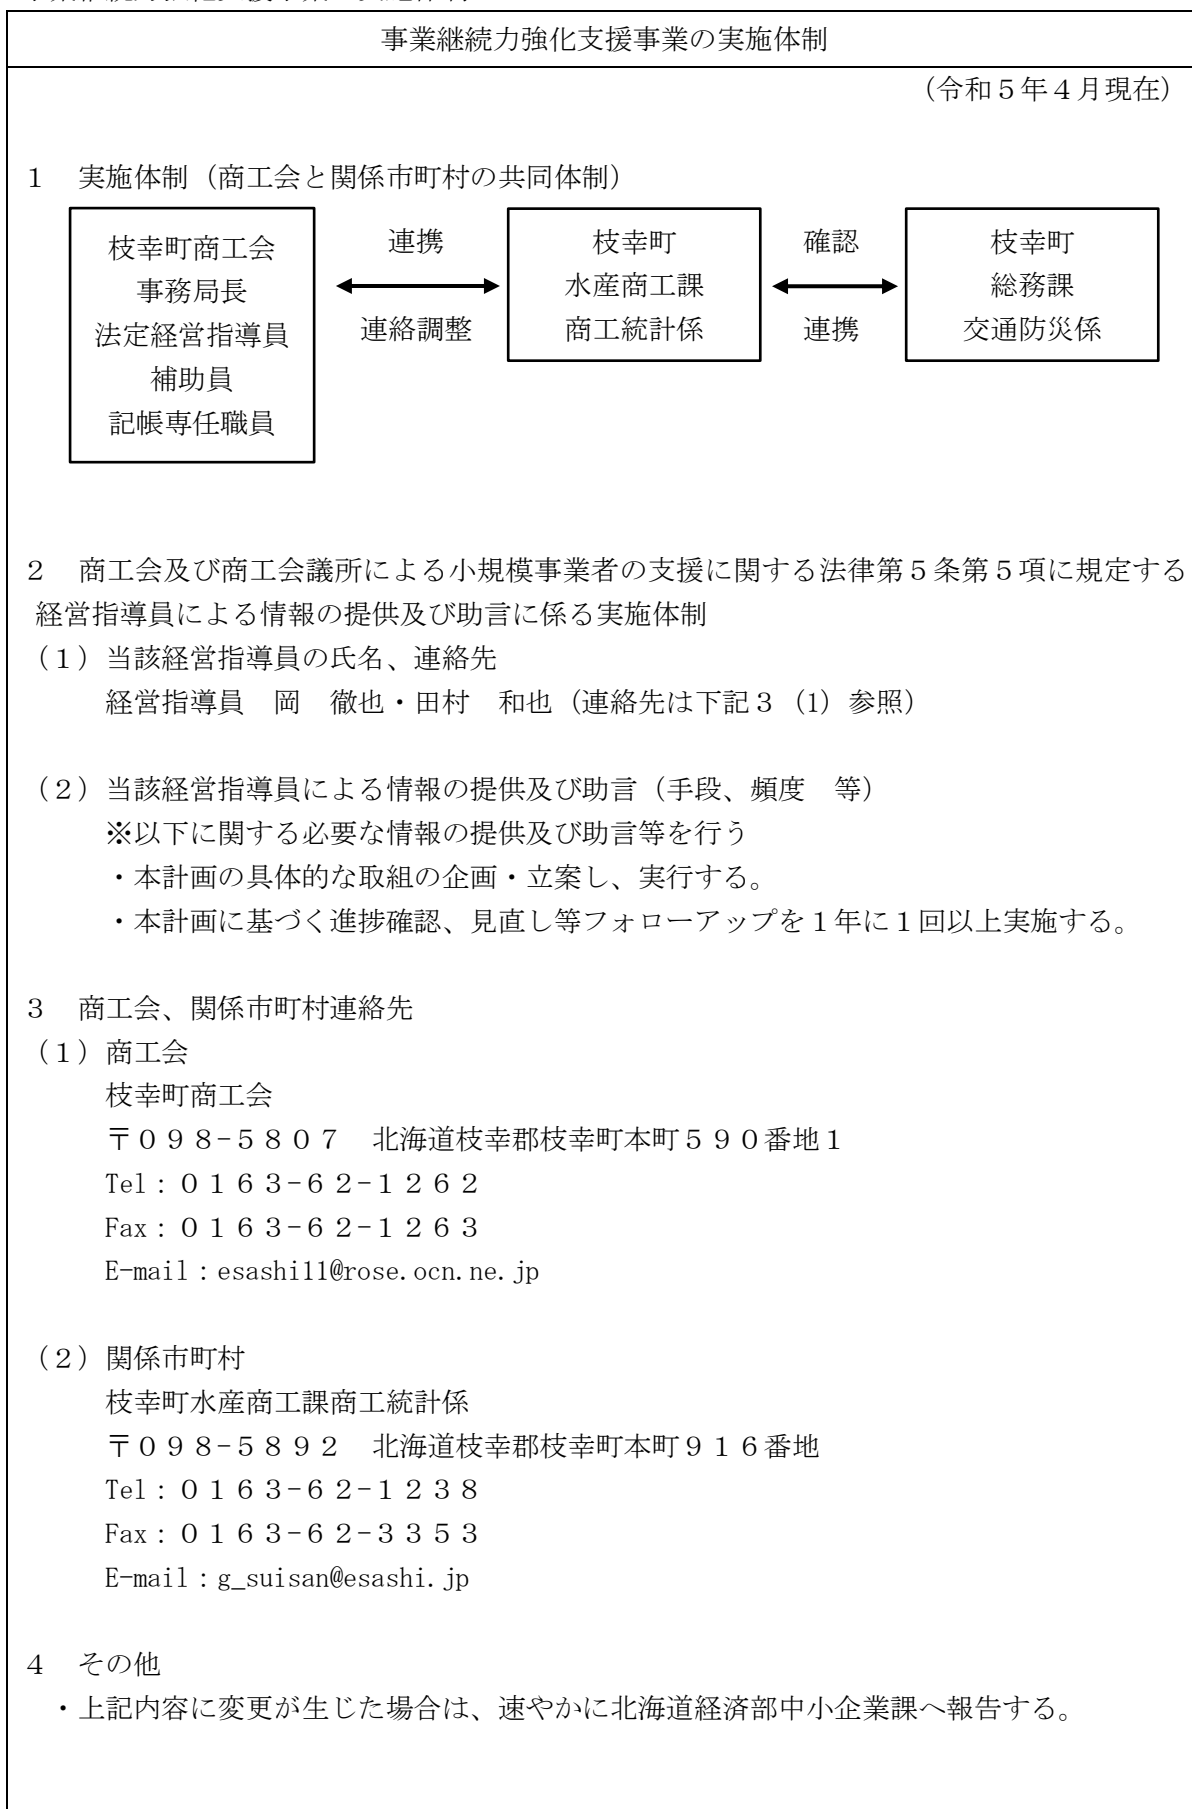 事業継続力強化支援事業の実施体制
（令和５年４月現在）
１　実施体制（商工会と関係市町村の共同体制）
枝幸町商工会
事務局長
法定経営指導員
補助員
記帳専任職員
連携
連絡調整
枝幸町
水産商工課
商工統計係
確認
連携
枝幸町
総務課
交通防災係
２　商工会及び商工会議所による小規模事業者の支援に関する法律第５条第５項に規定する
経営指導員による情報の提供及び助言に係る実施体制
（１）当該経営指導員の氏名、連絡先
経営指導員　岡　徹也・田村　和也（連絡先は下記３（1）参照）
（２）当該経営指導員による情報の提供及び助言（手段、頻度　等）
※以下に関する必要な情報の提供及び助言等を行う
・本計画の具体的な取組の企画・立案し、実行する。
・本計画に基づく進捗確認、見直し等フォローアップを１年に１回以上実施する。
３　商工会、関係市町村連絡先
（１）商工会
枝幸町商工会
〒０９８-５８０７　北海道枝幸郡枝幸町本町５９０番地１
Tel：０１６３-６２-１２６２
Fax：０１６３-６２-１２６３
E-mail：esashi11@rose.ocn.ne.jp
（２）関係市町村
枝幸町水産商工課商工統計係
〒０９８-５８９２　北海道枝幸郡枝幸町本町９１６番地
Tel：０１６３-６２-１２３８
Fax：０１６３-６２-３３５３
E-mail：g_suisan@esashi.jp
４　その他
・上記内容に変更が生じた場合は、速やかに北海道経済部中小企業課へ報告する。